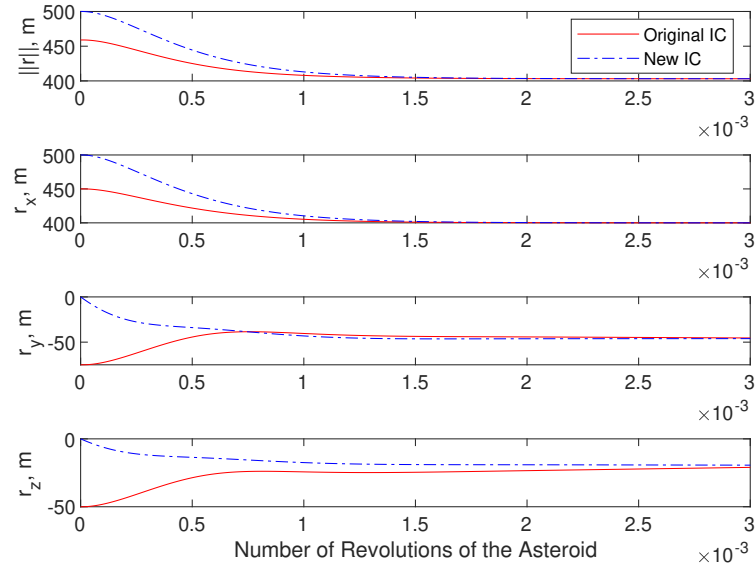 500
450
400
||r||, m
Original IC
New IC
0 0.5 1 1.5 2 2.5 3
×10⁻³
500
450
400
r_x, m
0 0.5 1 1.5 2 2.5 3
×10⁻³
0
-50
r_y, m
0 0.5 1 1.5 2 2.5 3
×10⁻³
0
-50
r_z, m
0 0.5 1 1.5 2 2.5 3
×10⁻³
Number of Revolutions of the Asteroid